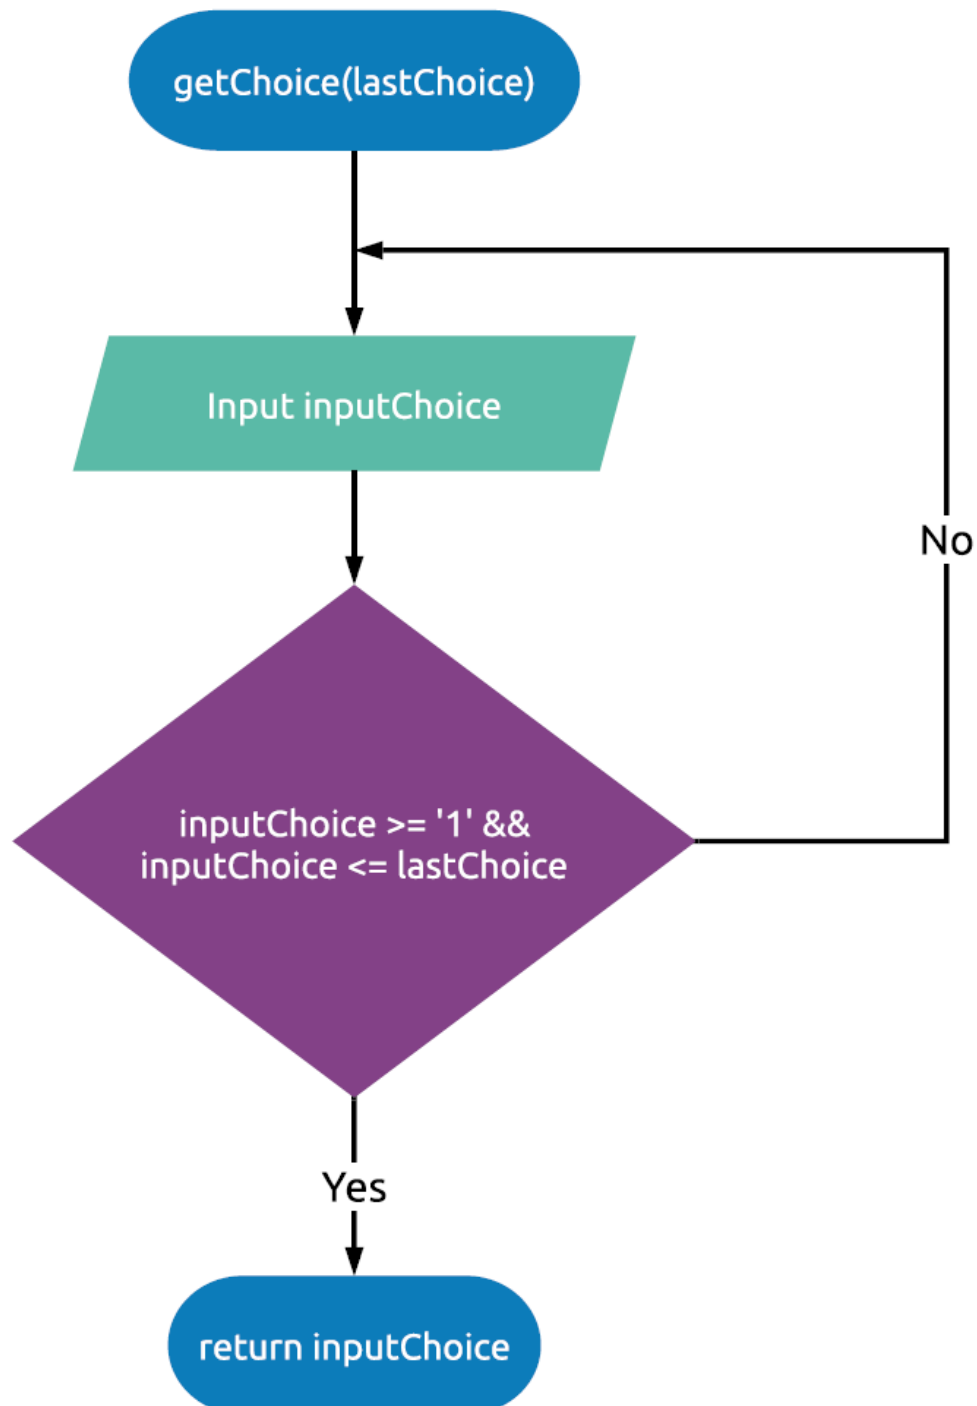 getChoice(lastChoice)
Input inputChoice
No
inputChoice >= '1' &&
inputChoice <= lastChoice
Yes
return inputChoice